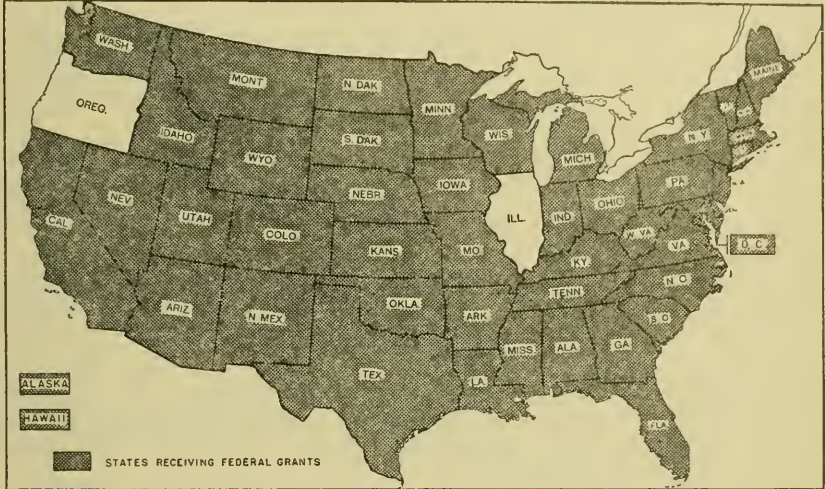 WASH
MONT
N. DAK
MINN
MAINE
OREG.
IDAHO
WYO
S. DAK
WIS
MICH
N Y
NEBR
IOWA
PA
NEV
UTAH
COLO
ILL.
IND
OHIO
CAL
KANS
MO
W VA
VA
D. C.
KY
ARIZ
N MEX
OKLA
ARK
TENN
N C
S C
TEX
MISS
ALA
GA
LA
FLA
ALASKA
HAWAII
STATES RECEIVING FEDERAL GRANTS